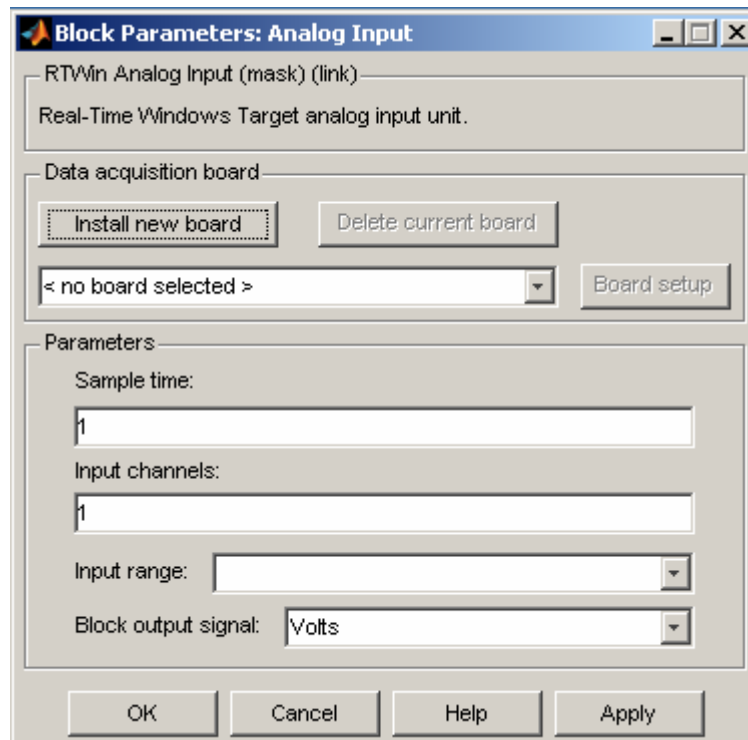 Block Parameters: Analog Input
RTWin Analog Input (mask) (link)
Real-Time Windows Target analog input unit.
Data acquisition board
Install new board
Delete current board
< no board selected >
Board setup
Parameters
Sample time:
1
Input channels:
1
Input range:
Block output signal: Volts
OK Cancel Help Apply